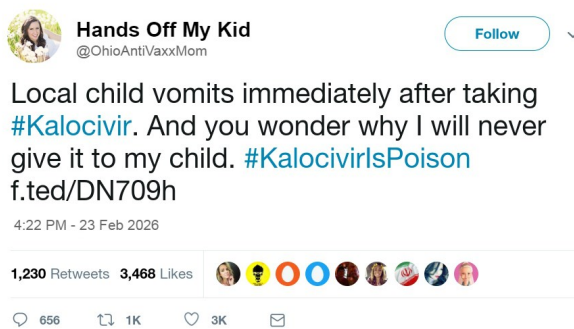 Hands Off My Kid
@OhioAntiVaxxMom
Follow
Local child vomits immediately after taking
#Kalocivir. And you wonder why I will never
give it to my child. #KalocivirIsPoison
f.ted/DN709h
4:22 PM - 23 Feb 2026
1,230 Retweets 3,468 Likes
656 1K 3K